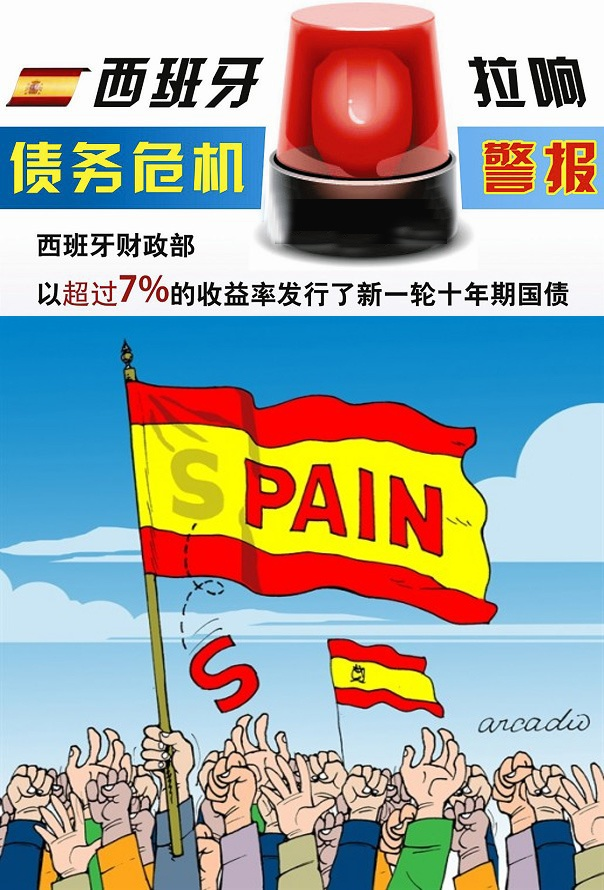 西班牙 拉响
债务危机 警报
西班牙财政部
以超过7%的收益率发行了新一轮十年期国债
SPAIN
S
arcadio